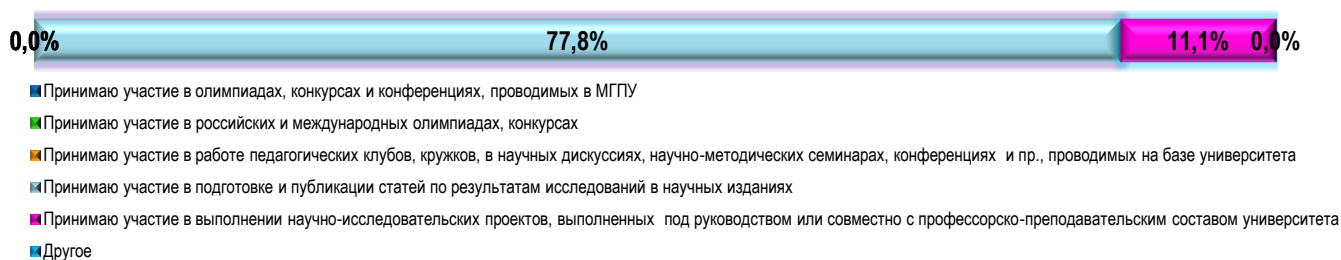 0,0% 77,8% 11,1% 0,0%
Принимаю участие в олимпиадах, конкурсах и конференциях, проводимых в МГПУ
Принимаю участие в российских и международных олимпиадах, конкурсах
Принимаю участие в работе педагогических клубов, кружков, в научных дискуссиях, научно-методических семинарах, конференциях и пр., проводимых на базе университета
Принимаю участие в подготовке и публикации статей по результатам исследований в научных изданиях
Принимаю участие в выполнении научно-исследовательских проектов, выполненных под руководством или совместно с профессорско-преподавательским составом университета
Другое